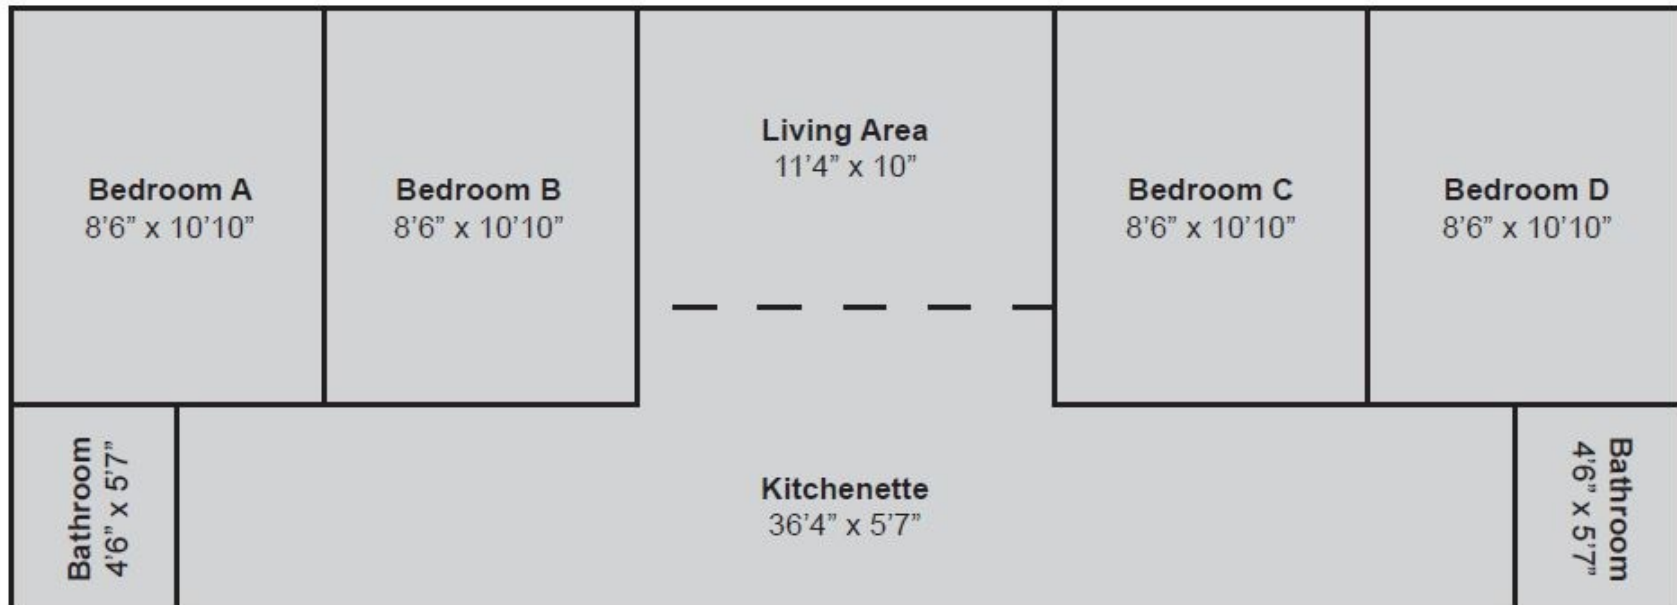 Living Area
11’4” x 10”
Bedroom A
8’6” x 10’10”
Bedroom B
8’6” x 10’10”
Bedroom C
8’6” x 10’10”
Bedroom D
8’6” x 10’10”
Bathroom
4’6” x 5’7”
Kitchenette
36’4” x 5’7”
Bathroom
4’6” x 5’7”